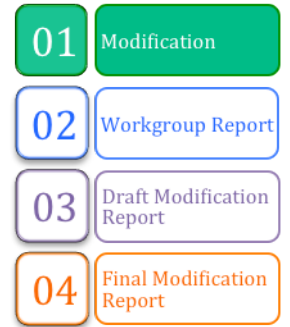 01 Modification
02 Workgroup Report
03 Draft Modification
Report
04 Final Modification
Report